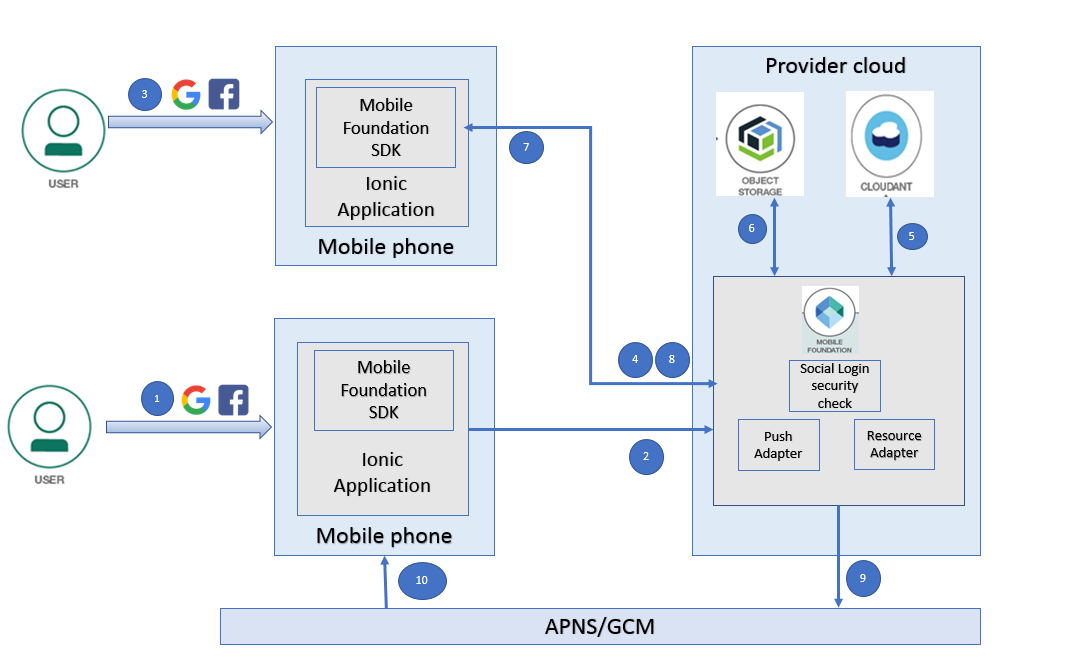 3
USER
Mobile
Foundation
SDK
Ionic
Application
Mobile phone
7
Provider cloud
OBJECT
STORAGE
CLOUDANT
6
5
MOBILE
FOUNDATION
Social Login
security
check
Push
Adapter
Resource
Adapter
4
8
1
USER
Mobile
Foundation
SDK
Ionic
Application
Mobile phone
2
10
9
APNS/GCM